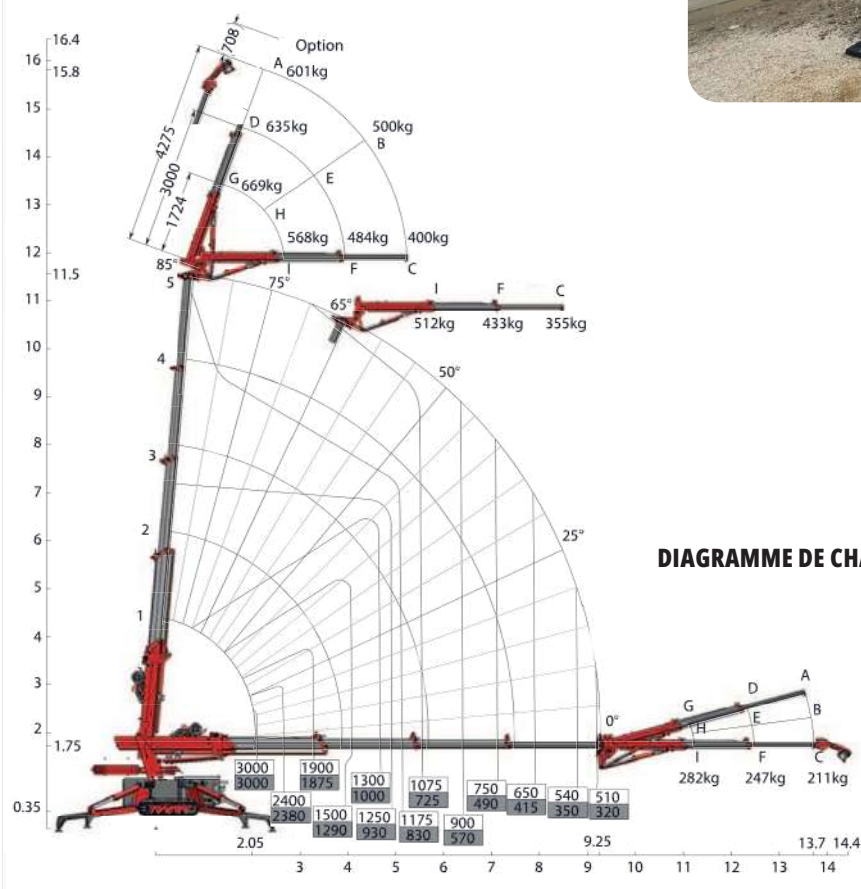 708
Option
16.4
16
15.8
A 601kg
15
500kg
B
D 635kg
4275
14
3000
E
G 669kg
1724
13
H
568kg 484kg 400kg
12
85°
I F C
11.5
5
75°
I F C
11
65°
512kg 433kg 355kg
10
4
50°
9
8
3
7
2
6
25°
DIAGRAMME DE CHA
5
1
4
3
A
G D
B
2
0°
H E
1.75
I F C
282kg 247kg 211kg
3000 1900 1300 1075 750 650 540 510
3000 1875 1000 725 490 415 350 320
2400 1500 1250 1175 900
2380 1290 930 830 570
0.35
2.05 9.25 13.7 14.4
3 4 5 6 7 8 9 10 11 12 13 14